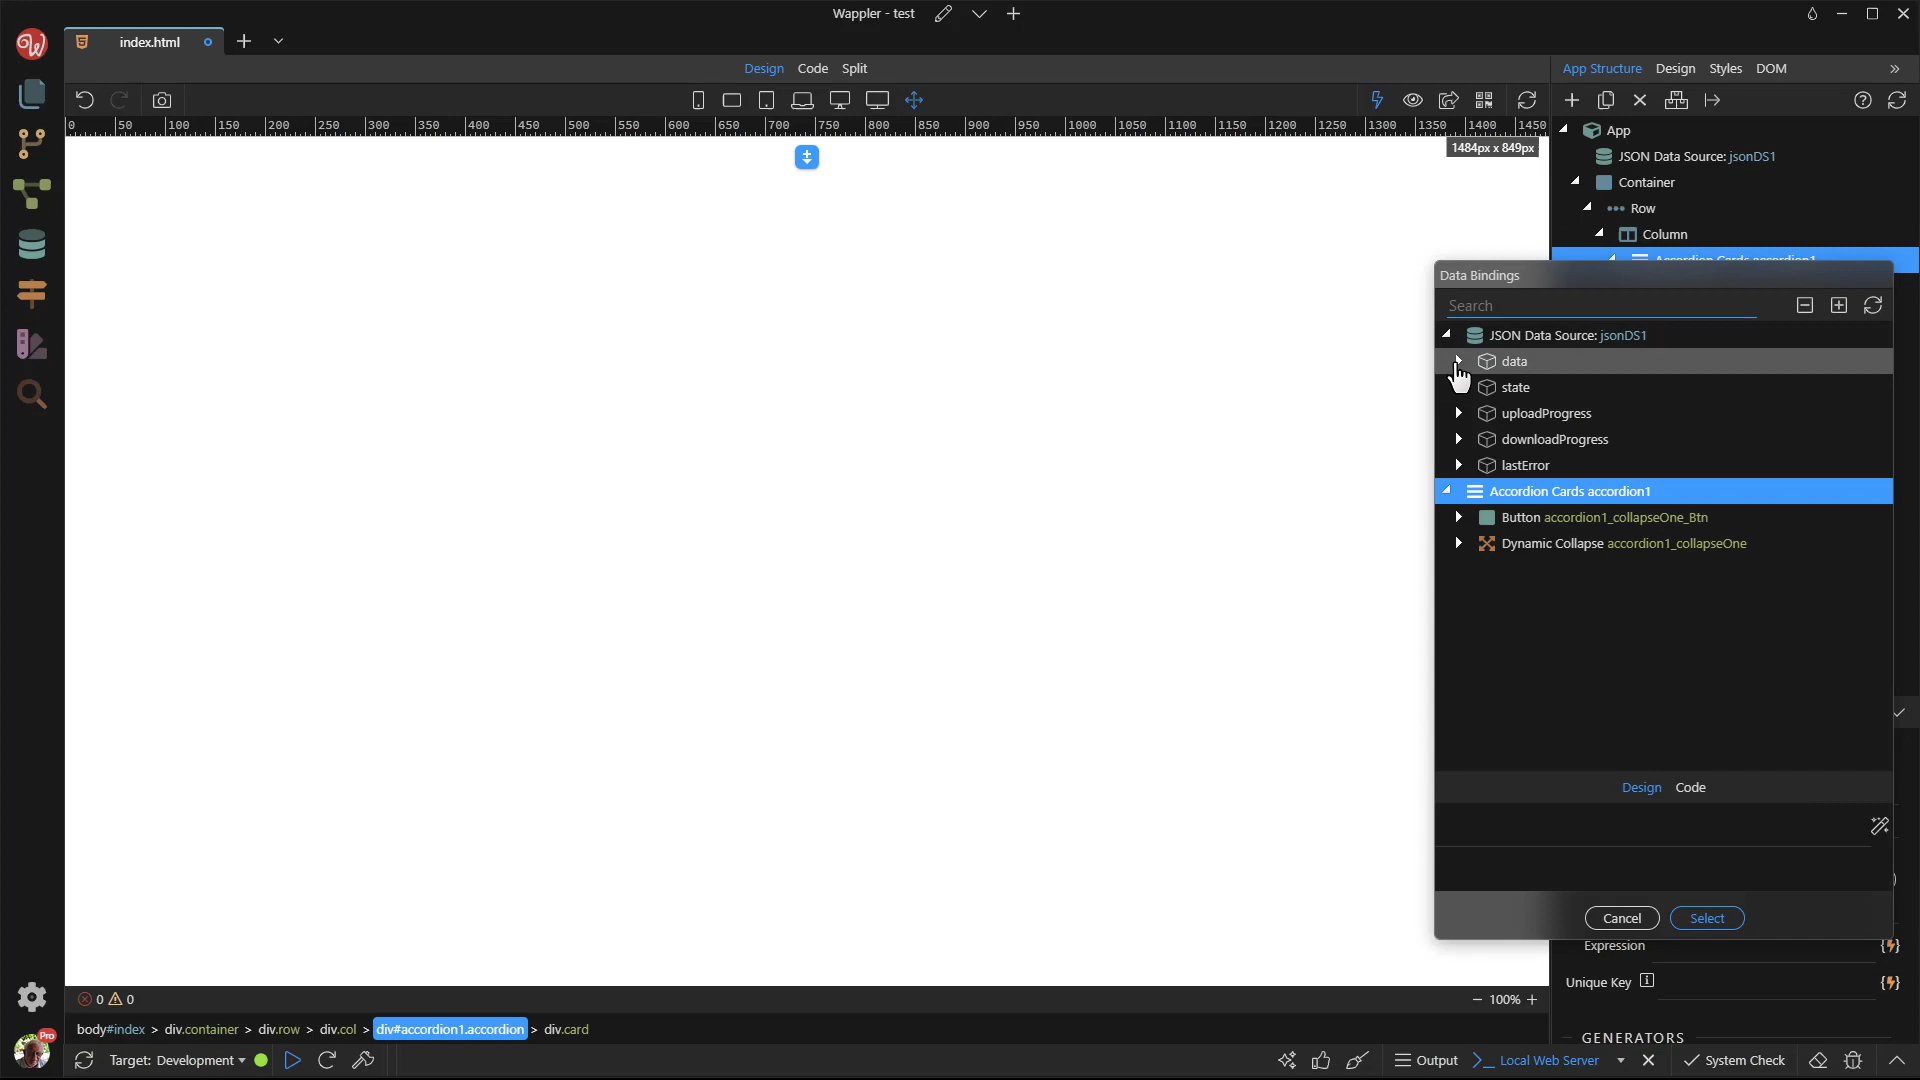 Wappler - test
index.html
Design Code Split
App Structure Design Styles DOM
0 50 100 150 200 250 300 350 400 450 500 550 600 650 700 750 800 850 900 950 1000 1050 1100 1150 1200 1250 1300 1350 1400 1450
1484px x 849px
App
JSON Data Source: jsonDS1
Container
Row
Column
Accordion Cards accordion1
Data Bindings
Search
JSON Data Source: jsonDS1
data
state
uploadProgress
downloadProgress
lastError
Accordion Cards accordion1
Button accordion1_collapseOne_Btn
Dynamic Collapse accordion1_collapseOne
Design Code
Cancel Select
Expression
Unique Key
GENERATORS
0 0
100%
body#index > div.container > div.row > div.col > div#accordion1.accordion > div.card
Pro
Target: Development
Output
Local Web Server
System Check